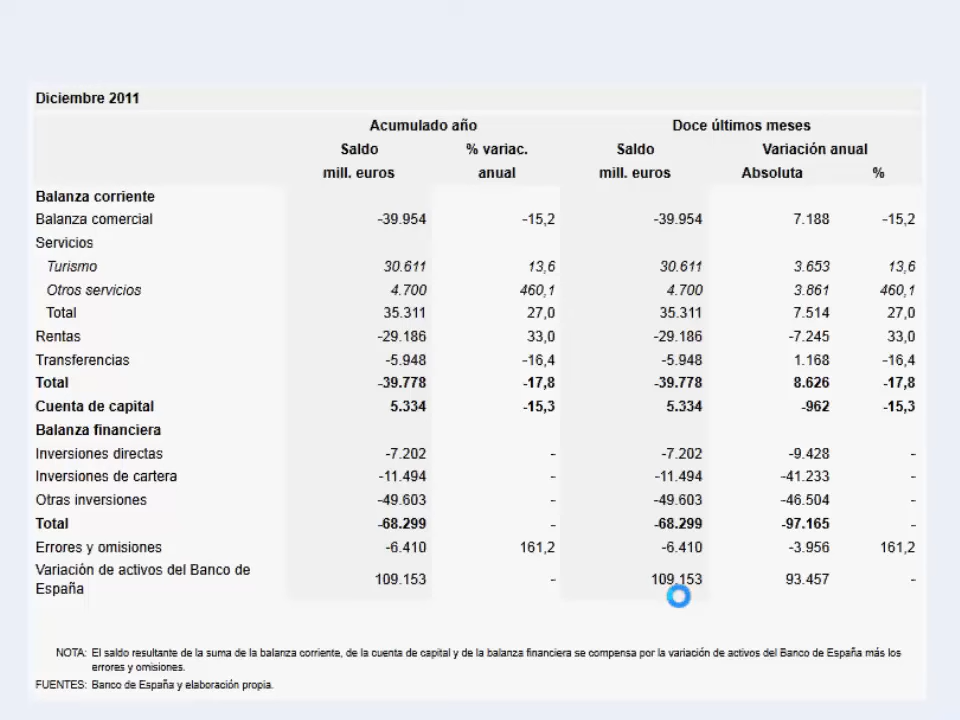 Diciembre 2011
Acumulado año Doce últimos meses
Saldo % variac. Saldo Variación anual
mill. euros anual mill. euros Absoluta %
Balanza corriente
Balanza comercial -39.954 -15,2 -39.954 7.188 -15,2
Servicios
Turismo 30.611 13,6 30.611 3.653 13,6
Otros servicios 4.700 460,1 4.700 3.861 460,1
Total 35.311 27,0 35.311 7.514 27,0
Rentas -29.186 33,0 -29.186 -7.245 33,0
Transferencias -5.948 -16,4 -5.948 1.168 -16,4
Total -39.778 -17,8 -39.778 8.626 -17,8
Cuenta de capital 5.334 -15,3 5.334 -962 -15,3
Balanza financiera
Inversiones directas -7.202 - -7.202 -9.428 -
Inversiones de cartera -11.494 - -11.494 -41.233 -
Otras inversiones -49.603 - -49.603 -46.504 -
Total -68.299 - -68.299 -97.165 -
Errores y omisiones -6.410 161,2 -6.410 -3.956 161,2
Variación de activos del Banco de
España 109.153 - 109.153 93.457 -
NOTA: El saldo resultante de la suma de la balanza corriente, de la cuenta de capital y de la balanza financiera se compensa por la variación de activos del Banco de España más los
errores y omisiones.
FUENTES: Banco de España y elaboración propia.